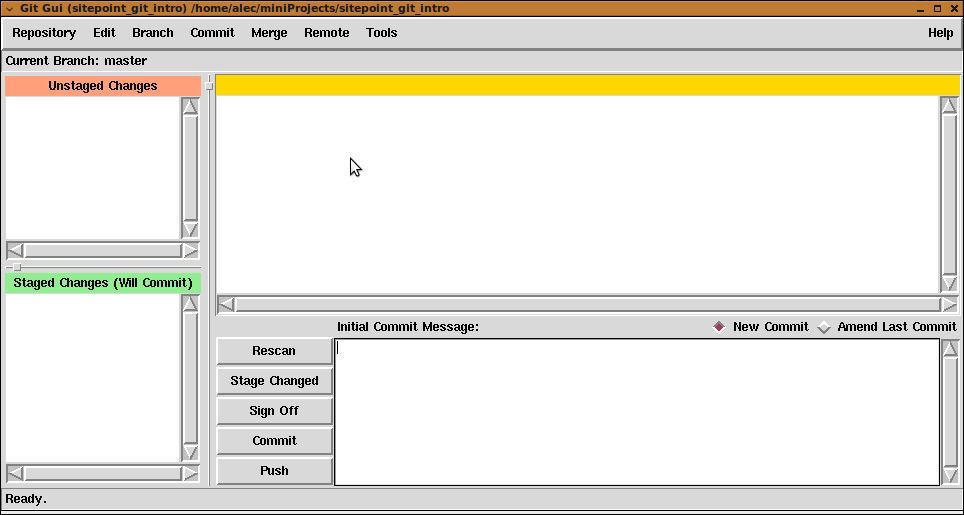 Git Gui (sitepoint_git_intro) /home/alec/miniProjects/sitepoint_git_intro
Repository Edit Branch Commit Merge Remote Tools Help
Current Branch: master
Unstaged Changes
Staged Changes (Will Commit)
Initial Commit Message: New Commit Amend Last Commit
Rescan
Stage Changed
Sign Off
Commit
Push
Ready.